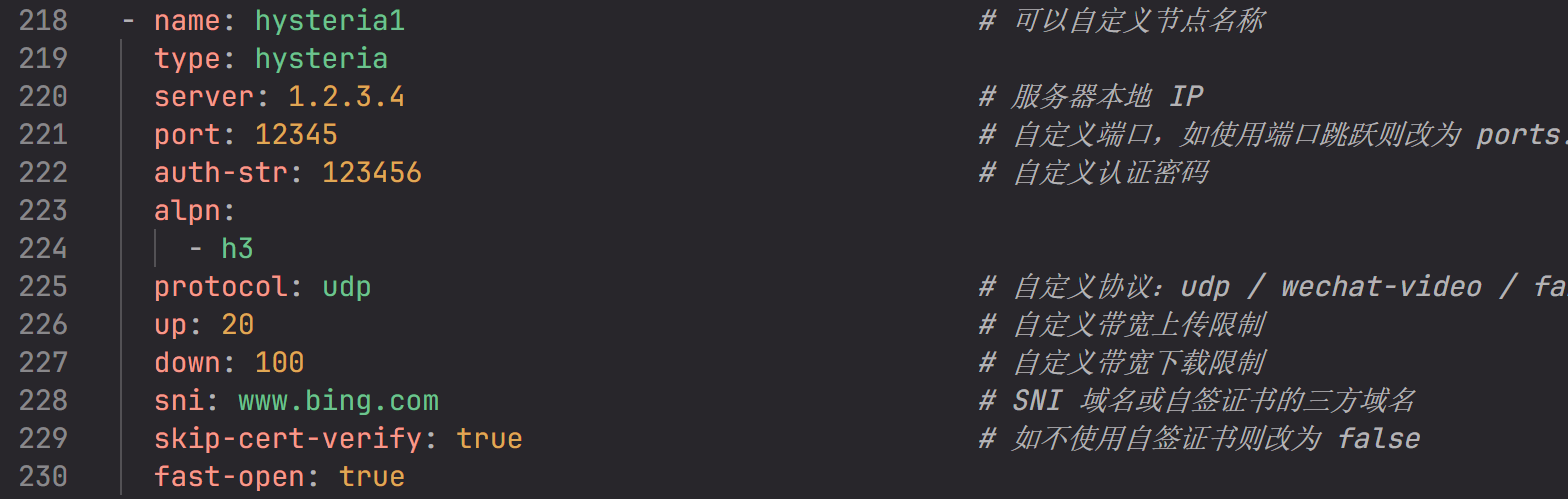 218 - name: hysteria1 # 可以自定义节点名称
219 type: hysteria
220 server: 1.2.3.4 # 服务器本地 IP
221 port: 12345 # 自定义端口，如使用端口跳跃则改为 ports.
222 auth-str: 123456 # 自定义认证密码
223 alpn:
224 - h3
225 protocol: udp # 自定义协议：udp / wechat-video / fa
226 up: 20 # 自定义带宽上传限制
227 down: 100 # 自定义带宽下载限制
228 sni: www.bing.com # SNI 域名或自签证书的三方域名
229 skip-cert-verify: true # 如不使用自签证书则改为 false
230 fast-open: true